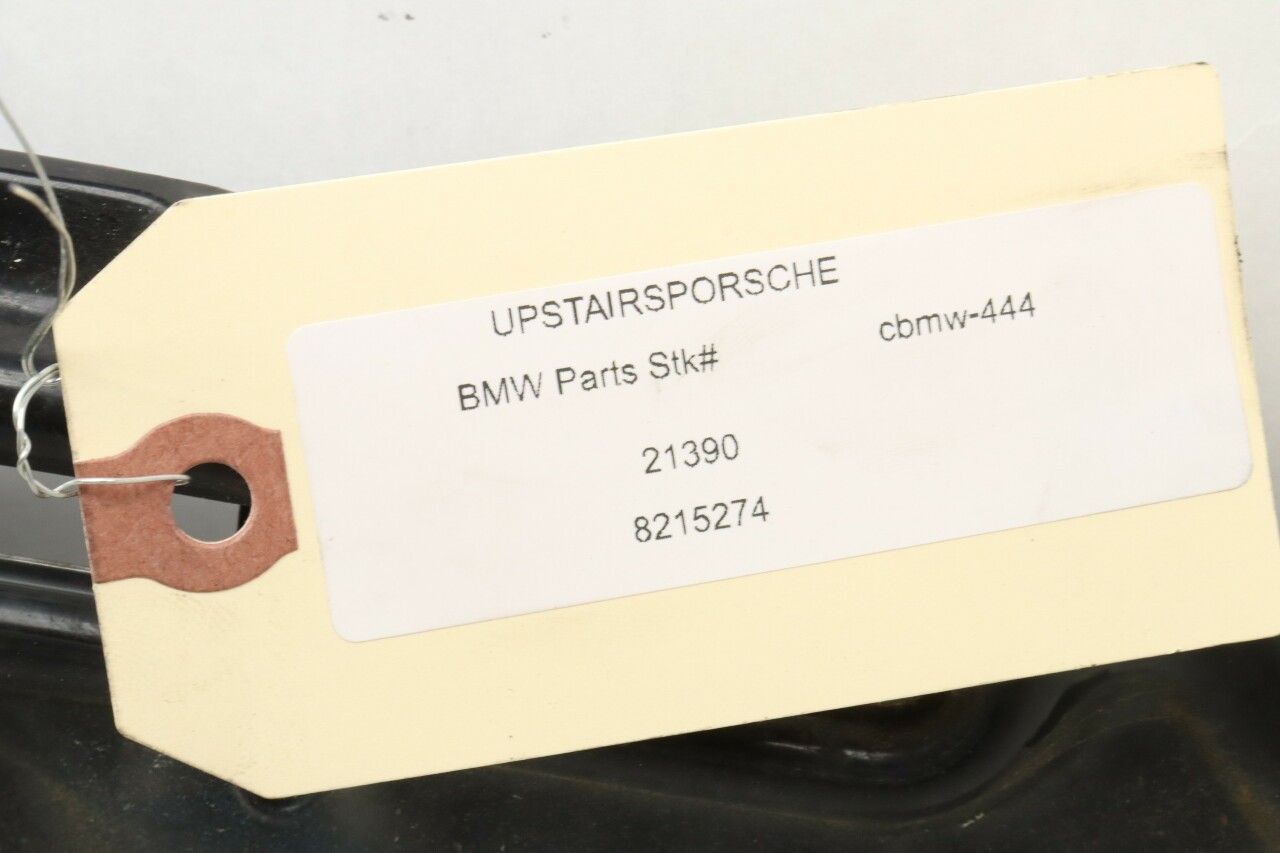 UPSTAIRSPORSCHE
BMW Parts Stk# cbmw-444
21390
8215274